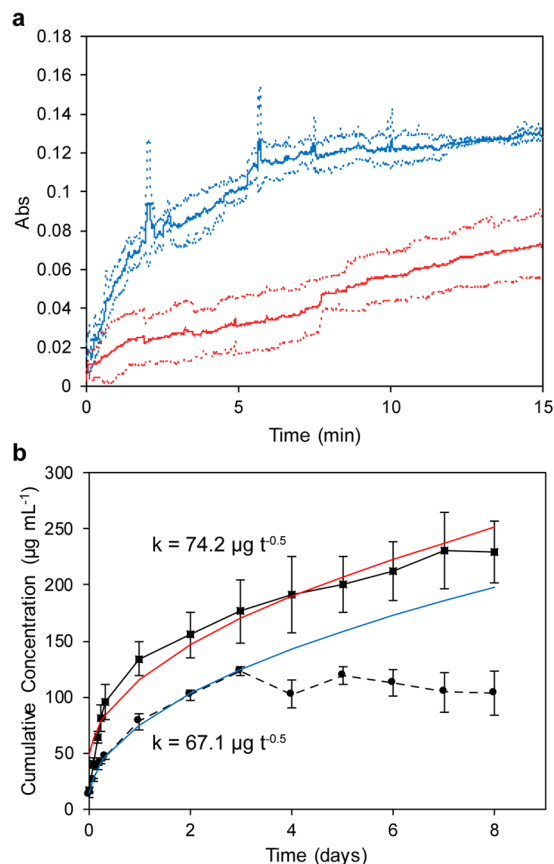 a
0.18
0.16
0.14
0.12
0.1
0.08
0.06
0.04
0.02
0
Abs
0 5 10 15
Time (min)
b
300
250
200
150
100
50
0
Cumulative Concentration (µg mL⁻¹)
k = 74.2 µg t⁻⁰·⁵
k = 67.1 µg t⁻⁰·⁵
0 2 4 6 8
Time (days)